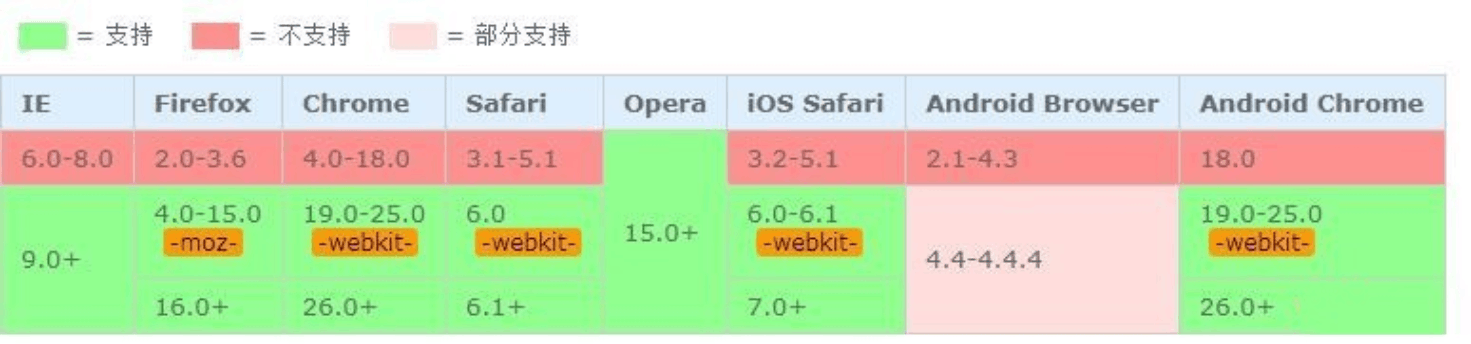 = 支持 = 不支持 = 部分支持
IE Firefox Chrome Safari Opera iOS Safari Android Browser Android Chrome
6.0-8.0 2.0-3.6 4.0-18.0 3.1-5.1 3.2-5.1 2.1-4.3 18.0
4.0-15.0 19.0-25.0 6.0 6.0-6.1 19.0-25.0
15.0+
-moz- -webkit- -webkit- -webkit- -webkit-
9.0+ 4.4-4.4.4
16.0+ 26.0+ 6.1+ 7.0+ 26.0+